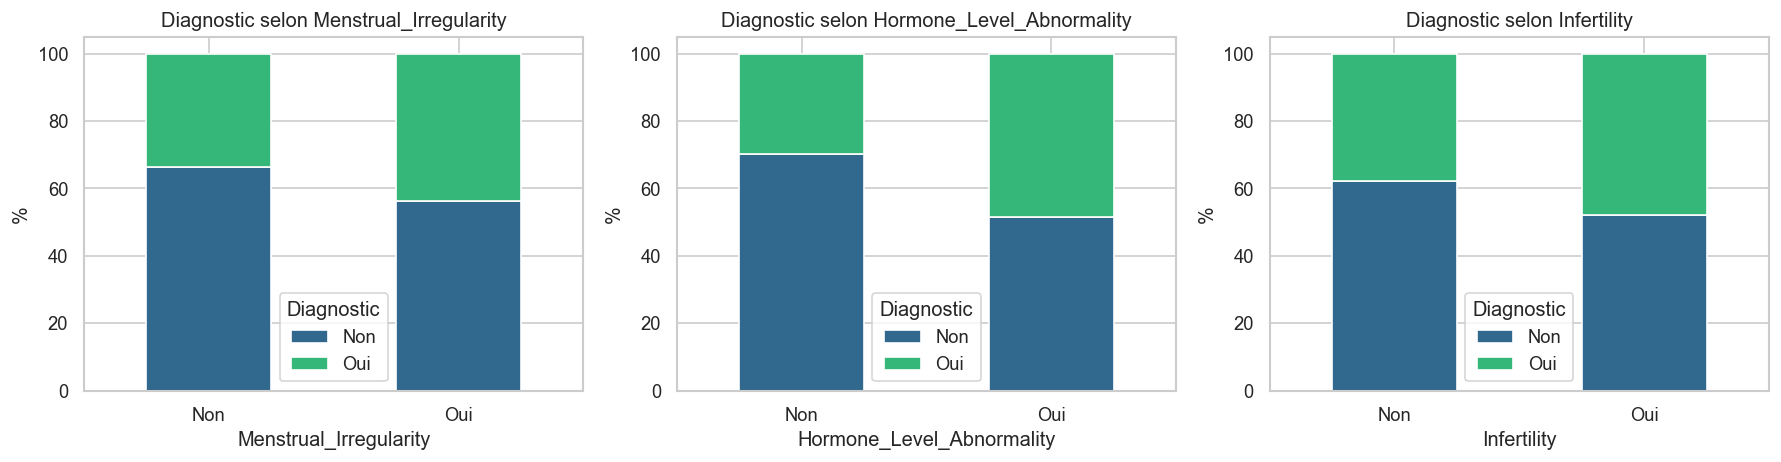 Diagnostic selon Menstrual_Irregularity
100
80
60
40
20
0
%
Diagnostic
Non
Oui
Non
Oui
Menstrual_Irregularity
Diagnostic selon Hormone_Level_Abnormality
100
80
60
40
20
0
%
Diagnostic
Non
Oui
Non
Oui
Hormone_Level_Abnormality
Diagnostic selon Infertility
100
80
60
40
20
0
%
Diagnostic
Non
Oui
Non
Oui
Infertility